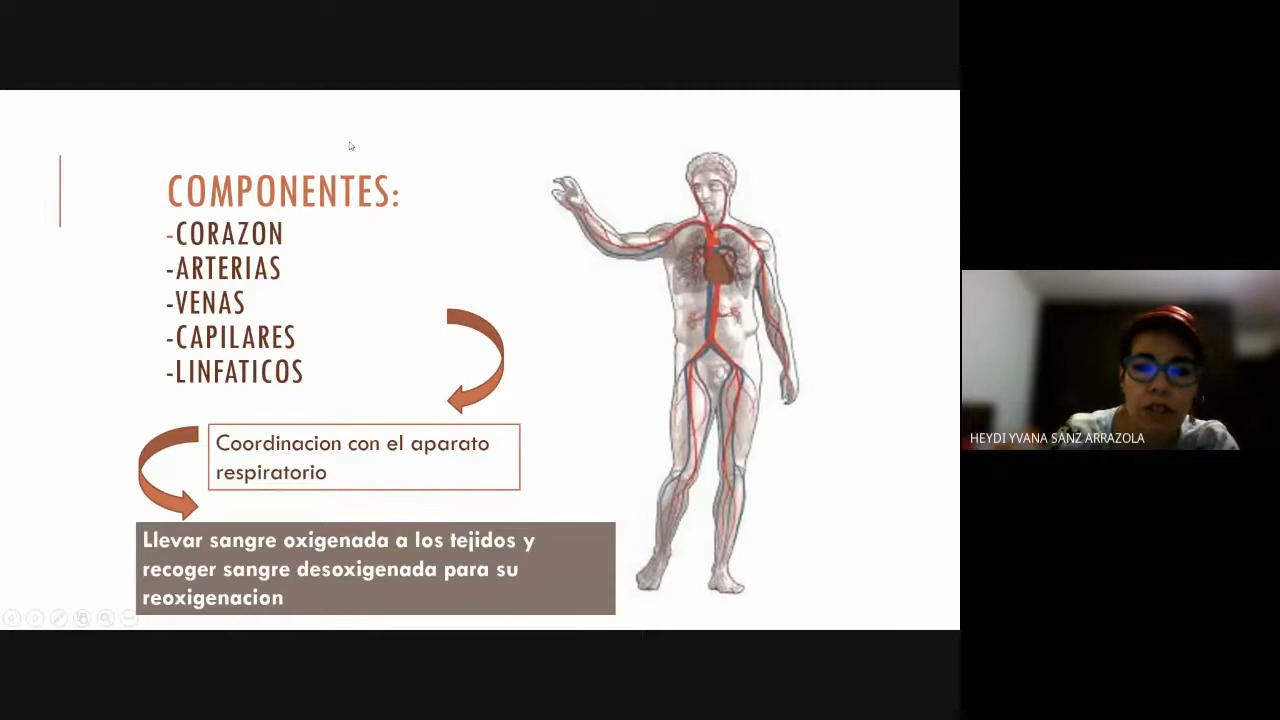 COMPONENTES:
-CORAZON
-ARTERIAS
-VENAS
-CAPILARES
-LINFATICOS
Coordinacion con el aparato
respiratorio
Llevar sangre oxigenada a los tejidos y
recoger sangre desoxigenada para su
reoxigenacion
HEYDI YVANA SANZ ARRAZOLA